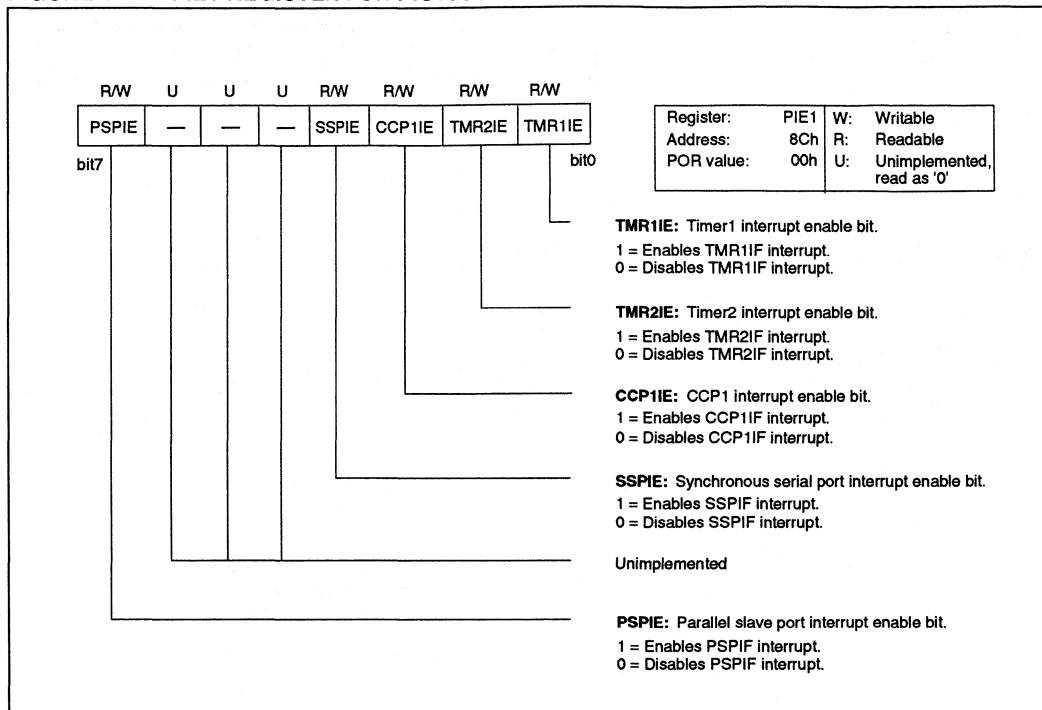 R/W U U U R/W R/W R/W R/W
PSPIE — — — SSPIE CCP1IE TMR2IE TMR1IE
bit7 bit0
Register: PIE1 W: Writable
Address: 8Ch R: Readable
POR value: 00h U: Unimplemented,
read as '0'
TMR1IE: Timer1 interrupt enable bit.
1 = Enables TMR1IF interrupt.
0 = Disables TMR1IF interrupt.
TMR2IE: Timer2 interrupt enable bit.
1 = Enables TMR2IF interrupt.
0 = Disables TMR2IF interrupt.
CCP1IE: CCP1 interrupt enable bit.
1 = Enables CCP1IF interrupt.
0 = Disables CCP1IF interrupt.
SSPIE: Synchronous serial port interrupt enable bit.
1 = Enables SSPIF interrupt.
0 = Disables SSPIF interrupt.
Unimplemented
PSPIE: Parallel slave port interrupt enable bit.
1 = Enables PSPIF interrupt.
0 = Disables PSPIF interrupt.